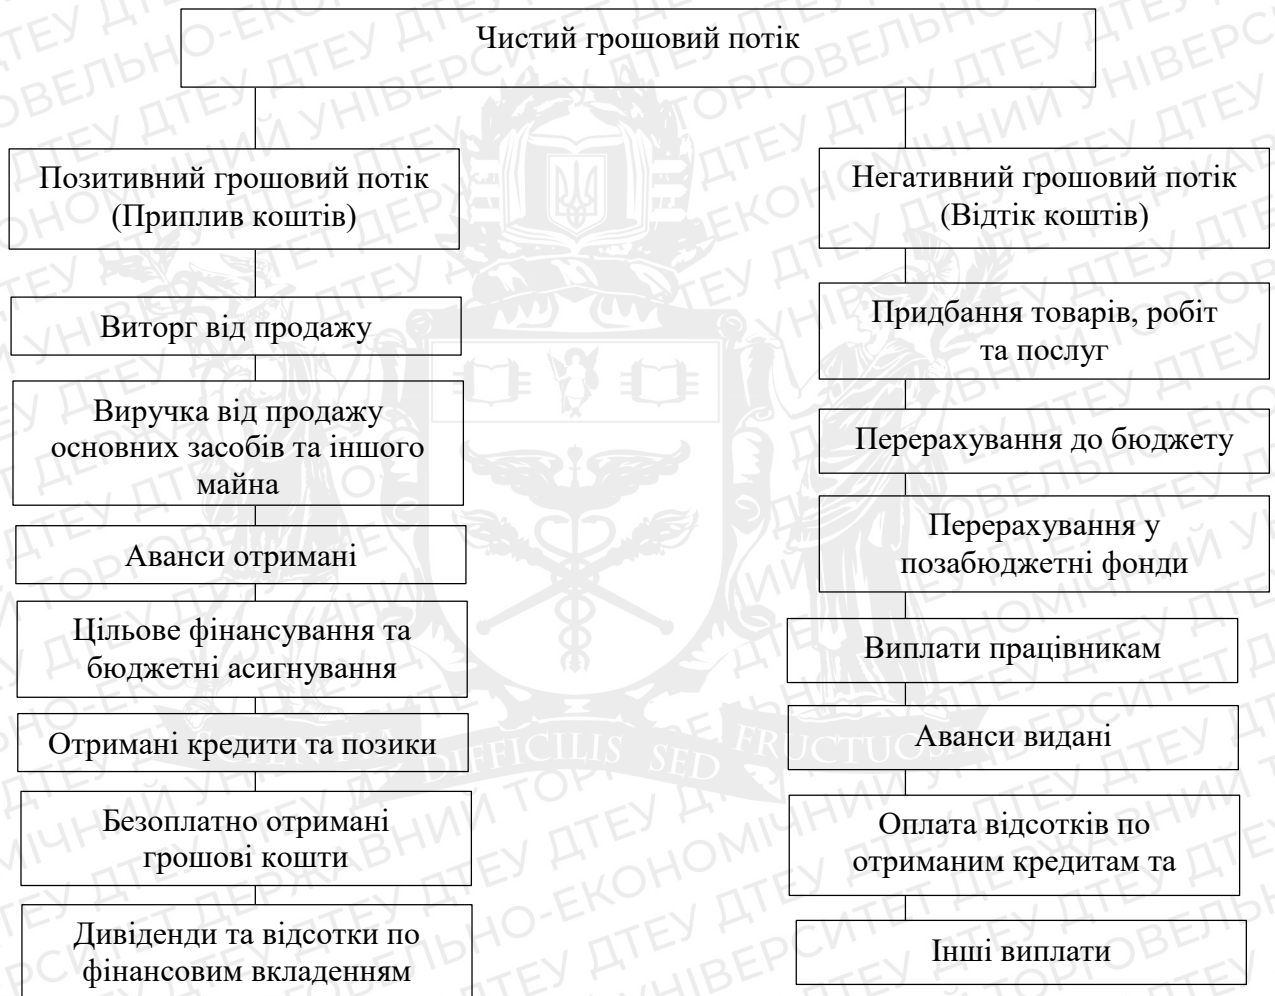 Чистий грошовий потік
Позитивний грошовий потік
(Приплив коштів)
Виторг від продажу
Виручка від продажу
основних засобів та іншого
майна
Аванси отримані
Цільове фінансування та
бюджетні асигнування
Отримані кредити та позики
Безоплатно отримані
грошові кошти
Дивіденди та відсотки по
фінансовим вкладенням
Негативний грошовий потік
(Відтік коштів)
Придбання товарів, робіт
та послуг
Перерахування до бюджету
Перерахування у
позабюджетні фонди
Виплати працівникам
Аванси видані
Оплата відсотків по
отриманим кредитам та
Інші виплати
DIFFICILIS SED